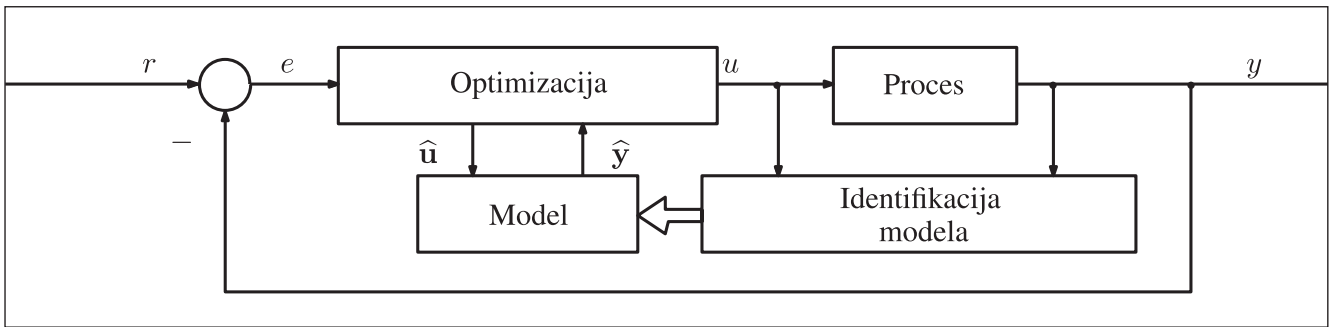 r
e
Optimizacija
u
Proces
y
−
û
ŷ
Model
Identifikacija
modela